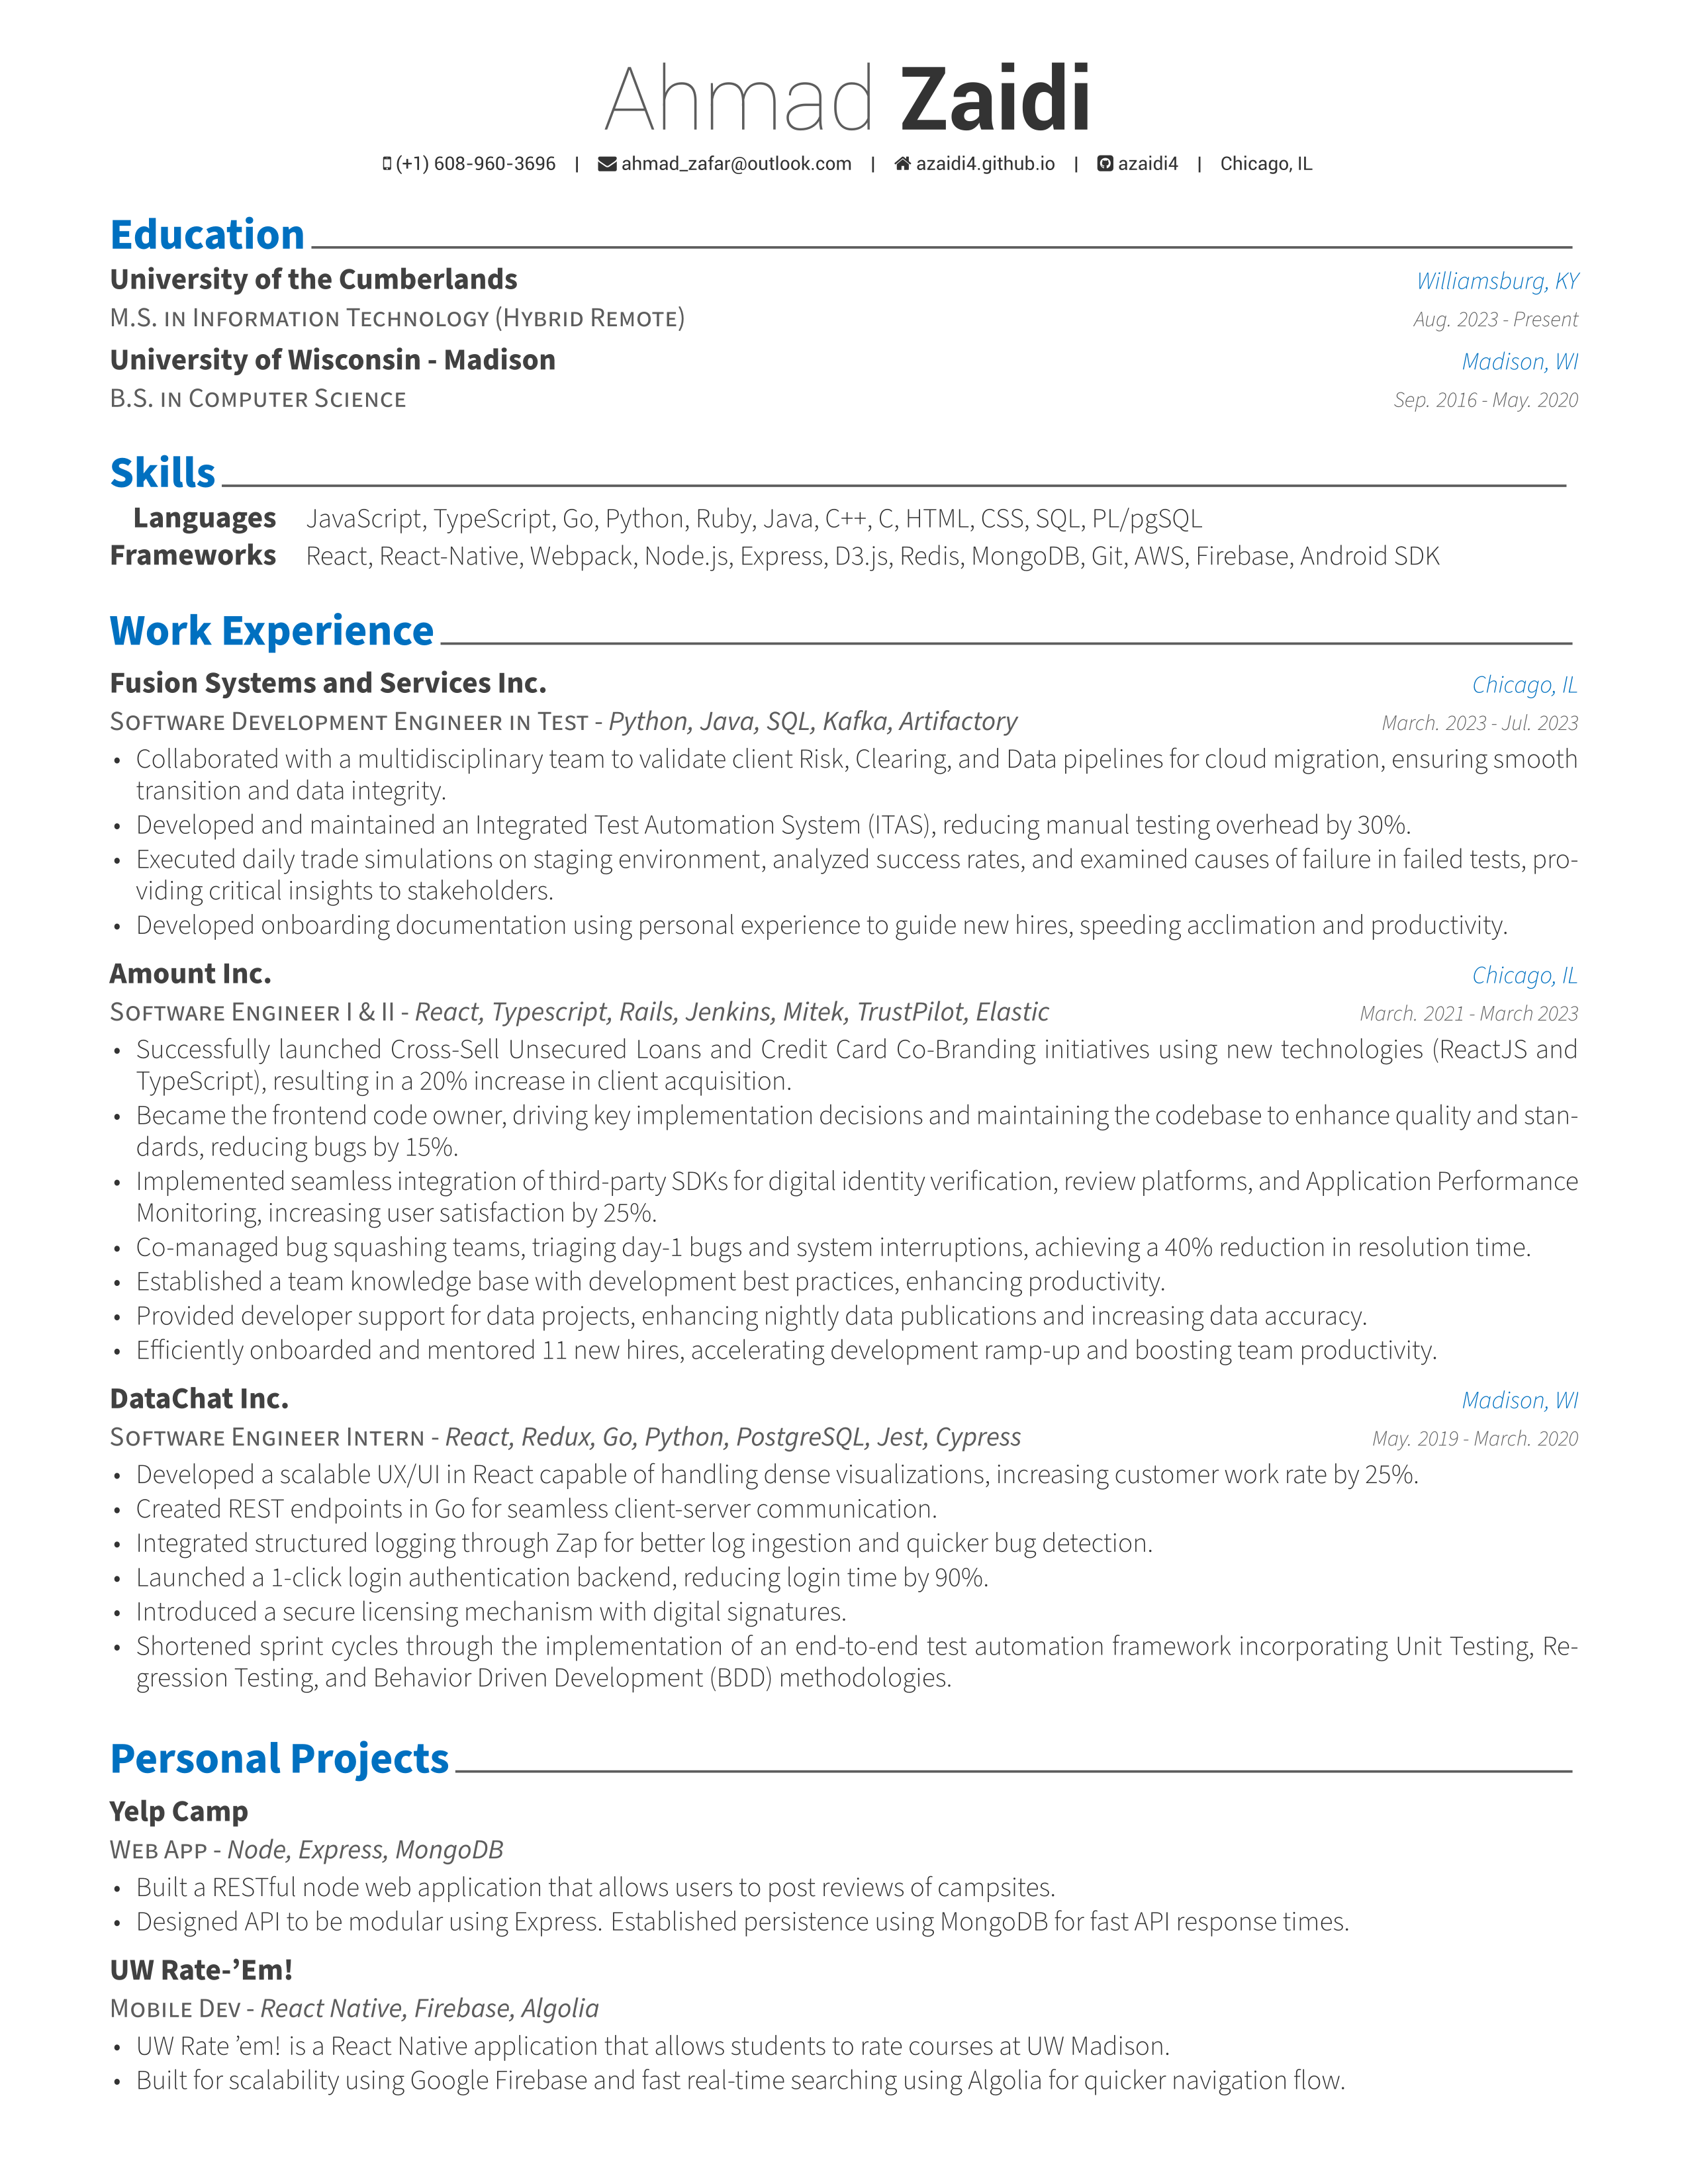 Ahmad Zaidi
(+1) 608-960-3696 | ahmad_zafar@outlook.com | azaidi4.github.io | azaidi4 | Chicago, IL
Education
University of the Cumberlands Williamsburg, KY
M.S. in Information Technology (Hybrid Remote) Aug. 2023 - Present
University of Wisconsin - Madison Madison, WI
B.S. in Computer Science Sep. 2016 - May. 2020
Skills
Languages JavaScript, TypeScript, Go, Python, Ruby, Java, C++, C, HTML, CSS, SQL, PL/pgSQL
Frameworks React, React-Native, Webpack, Node.js, Express, D3.js, Redis, MongoDB, Git, AWS, Firebase, Android SDK
Work Experience
Fusion Systems and Services Inc. Chicago, IL
Software Development Engineer in Test - Python, Java, SQL, Kafka, Artifactory March. 2023 - Jul. 2023
• Collaborated with a multidisciplinary team to validate client Risk, Clearing, and Data pipelines for cloud migration, ensuring smooth
transition and data integrity.
• Developed and maintained an Integrated Test Automation System (ITAS), reducing manual testing overhead by 30%.
• Executed daily trade simulations on staging environment, analyzed success rates, and examined causes of failure in failed tests, pro-
viding critical insights to stakeholders.
• Developed onboarding documentation using personal experience to guide new hires, speeding acclimation and productivity.
Amount Inc. Chicago, IL
Software Engineer I & II - React, Typescript, Rails, Jenkins, Mitek, TrustPilot, Elastic March. 2021 - March 2023
• Successfully launched Cross-Sell Unsecured Loans and Credit Card Co-Branding initiatives using new technologies (ReactJS and
TypeScript), resulting in a 20% increase in client acquisition.
• Became the frontend code owner, driving key implementation decisions and maintaining the codebase to enhance quality and stan-
dards, reducing bugs by 15%.
• Implemented seamless integration of third-party SDKs for digital identity verification, review platforms, and Application Performance
Monitoring, increasing user satisfaction by 25%.
• Co-managed bug squashing teams, triaging day-1 bugs and system interruptions, achieving a 40% reduction in resolution time.
• Established a team knowledge base with development best practices, enhancing productivity.
• Provided developer support for data projects, enhancing nightly data publications and increasing data accuracy.
• Efficiently onboarded and mentored 11 new hires, accelerating development ramp-up and boosting team productivity.
DataChat Inc. Madison, WI
Software Engineer Intern - React, Redux, Go, Python, PostgreSQL, Jest, Cypress May. 2019 - March. 2020
• Developed a scalable UX/UI in React capable of handling dense visualizations, increasing customer work rate by 25%.
• Created REST endpoints in Go for seamless client-server communication.
• Integrated structured logging through Zap for better log ingestion and quicker bug detection.
• Launched a 1-click login authentication backend, reducing login time by 90%.
• Introduced a secure licensing mechanism with digital signatures.
• Shortened sprint cycles through the implementation of an end-to-end test automation framework incorporating Unit Testing, Re-
gression Testing, and Behavior Driven Development (BDD) methodologies.
Personal Projects
Yelp Camp
Web App - Node, Express, MongoDB
• Built a RESTful node web application that allows users to post reviews of campsites.
• Designed API to be modular using Express. Established persistence using MongoDB for fast API response times.
UW Rate-’Em!
Mobile Dev - React Native, Firebase, Algolia
• UW Rate ’em! is a React Native application that allows students to rate courses at UW Madison.
• Built for scalability using Google Firebase and fast real-time searching using Algolia for quicker navigation flow.